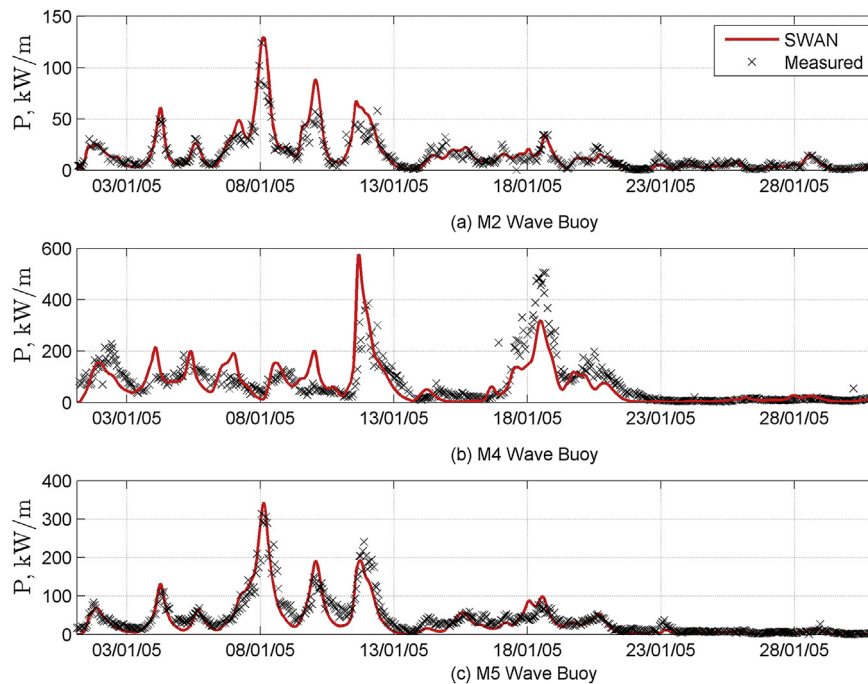 150
100
50
0
P, kW/m
SWAN
Measured
03/01/05 08/01/05 13/01/05 18/01/05 23/01/05 28/01/05
(a) M2 Wave Buoy
600
400
200
0
P, kW/m
03/01/05 08/01/05 13/01/05 18/01/05 23/01/05 28/01/05
(b) M4 Wave Buoy
400
300
200
100
0
P, kW/m
03/01/05 08/01/05 13/01/05 18/01/05 23/01/05 28/01/05
(c) M5 Wave Buoy